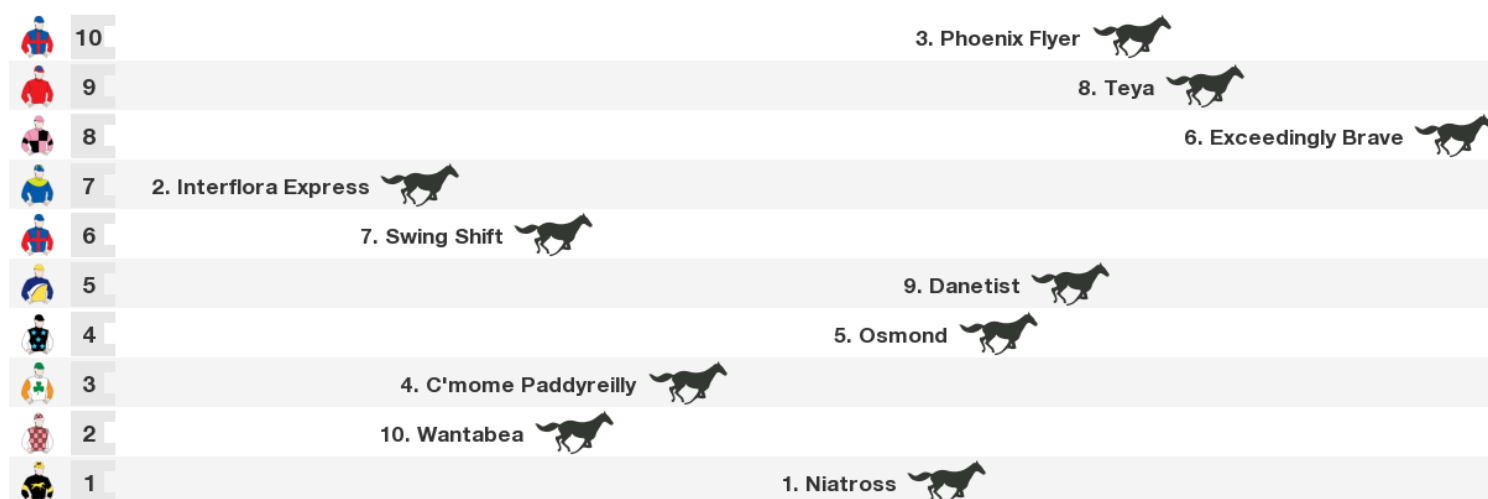 10 3. Phoenix Flyer
9 8. Teya
8 6. Exceedingly Brave
7 2. Interflora Express
6 7. Swing Shift
5 9. Danetist
4 5. Osmond
3 4. C'mome Paddyreilly
2 10. Wantabea
1 1. Niatross